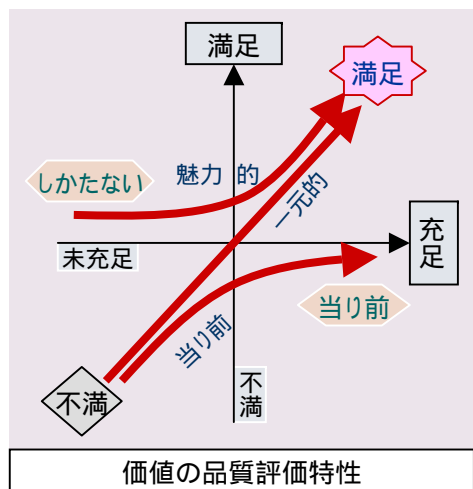 満足
満足
しかたない
魅力的
一元的
未充足
充足
当り前
当り前
不満
不満
価値の品質評価特性